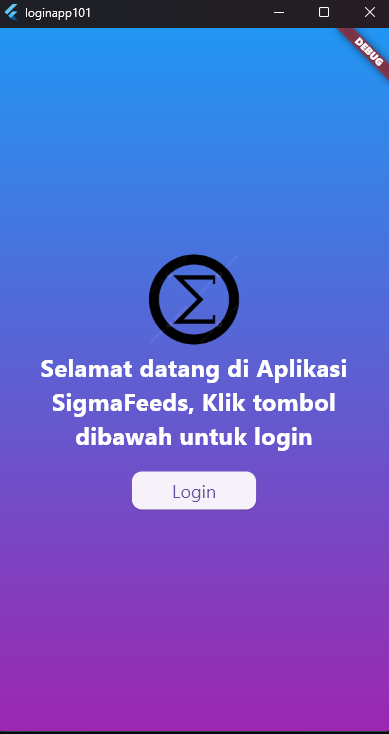 loginapp101
DEBUG
Σ
Selamat datang di Aplikasi
SigmaFeeds, Klik tombol
dibawah untuk login
Login